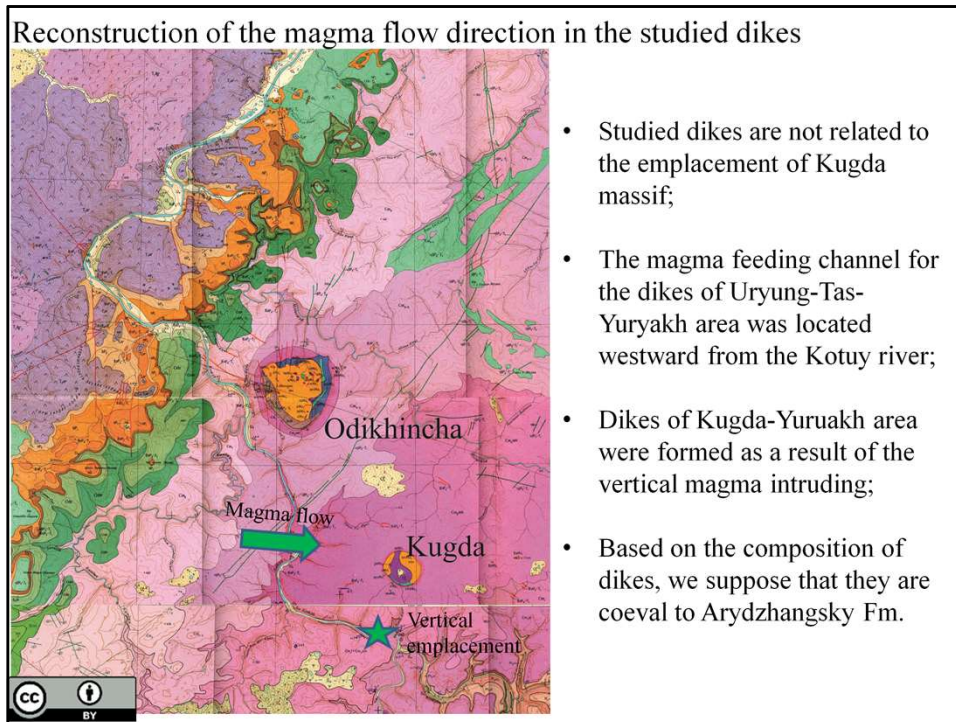 Reconstruction of the magma flow direction in the studied dikes
• Studied dikes are not related to
the emplacement of Kugda
massif;
• The magma feeding channel for
the dikes of Uryung-Tas-
Yuryakh area was located
westward from the Kotuy river;
• Dikes of Kugda-Yuruakh area
were formed as a result of the
vertical magma intruding;
• Based on the composition of
dikes, we suppose that they are
coeval to Arydzhangsky Fm.
Odikhincha
Magma flow
Kugda
Vertical
emplacement
cc
BY